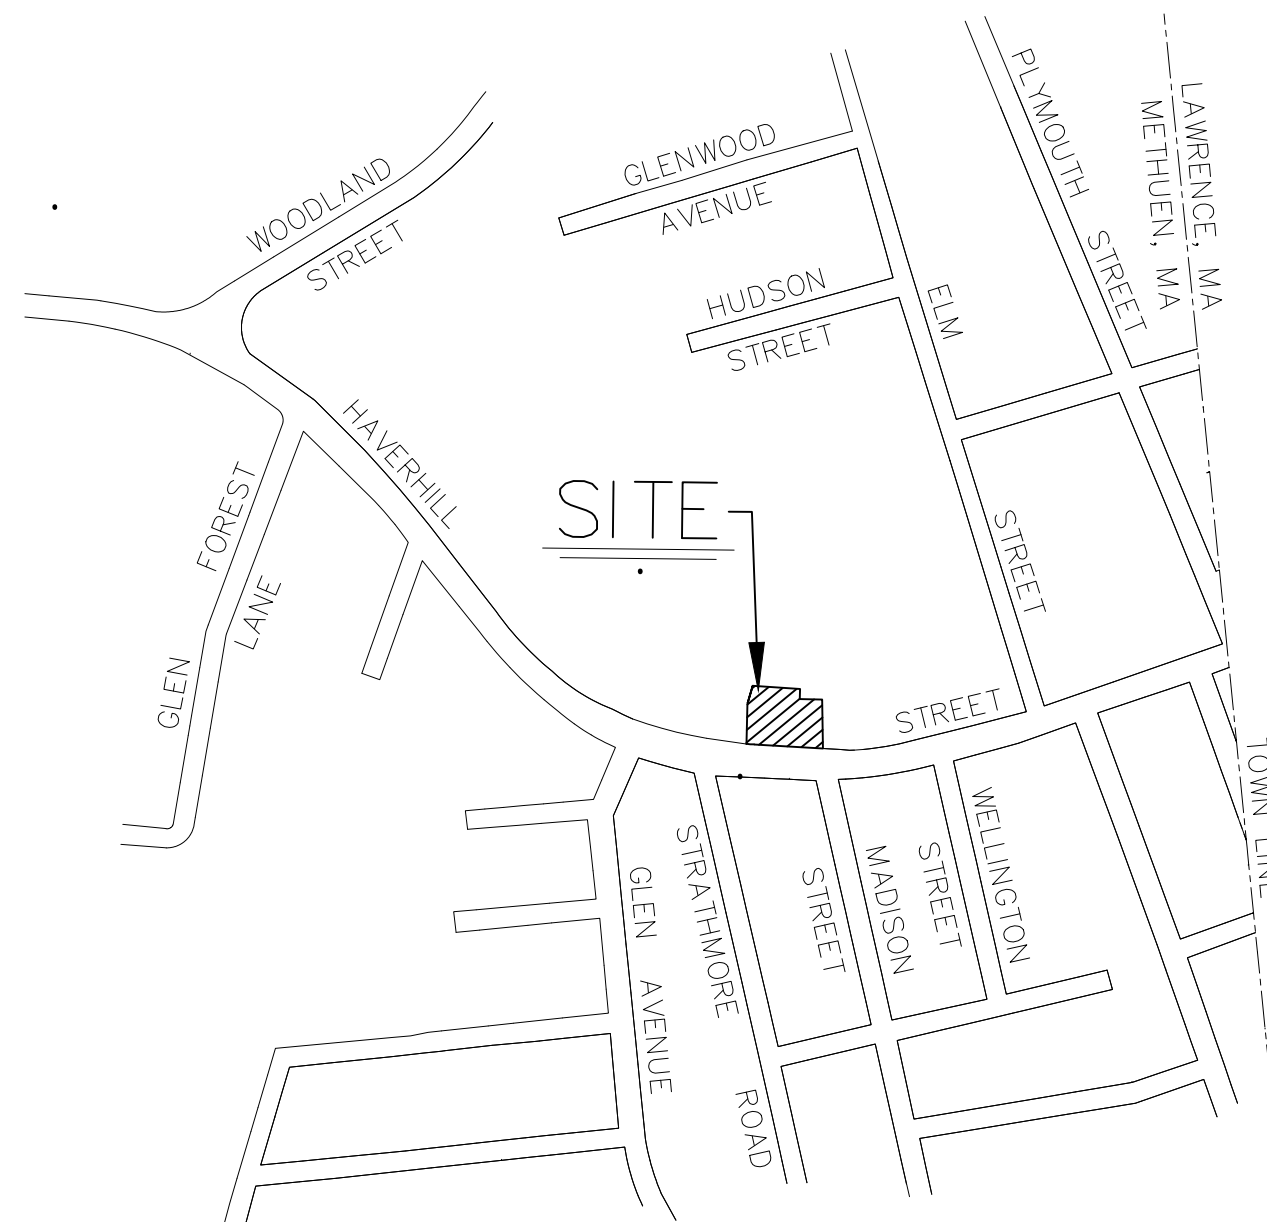 PLYMOUTH STREET
LAWRENCE, MA
METHUEN, MA
GLENWOOD
AVENUE
WOODLAND
STREET
HUDSON
STREET
ELM STREET
HAVERHILL STREET
SITE
GLEN FOREST
LANE
TOWN LINE
WELLINGTON
STREET
MADISON
STREET
STRATHMORE ROAD
GLEN AVENUE